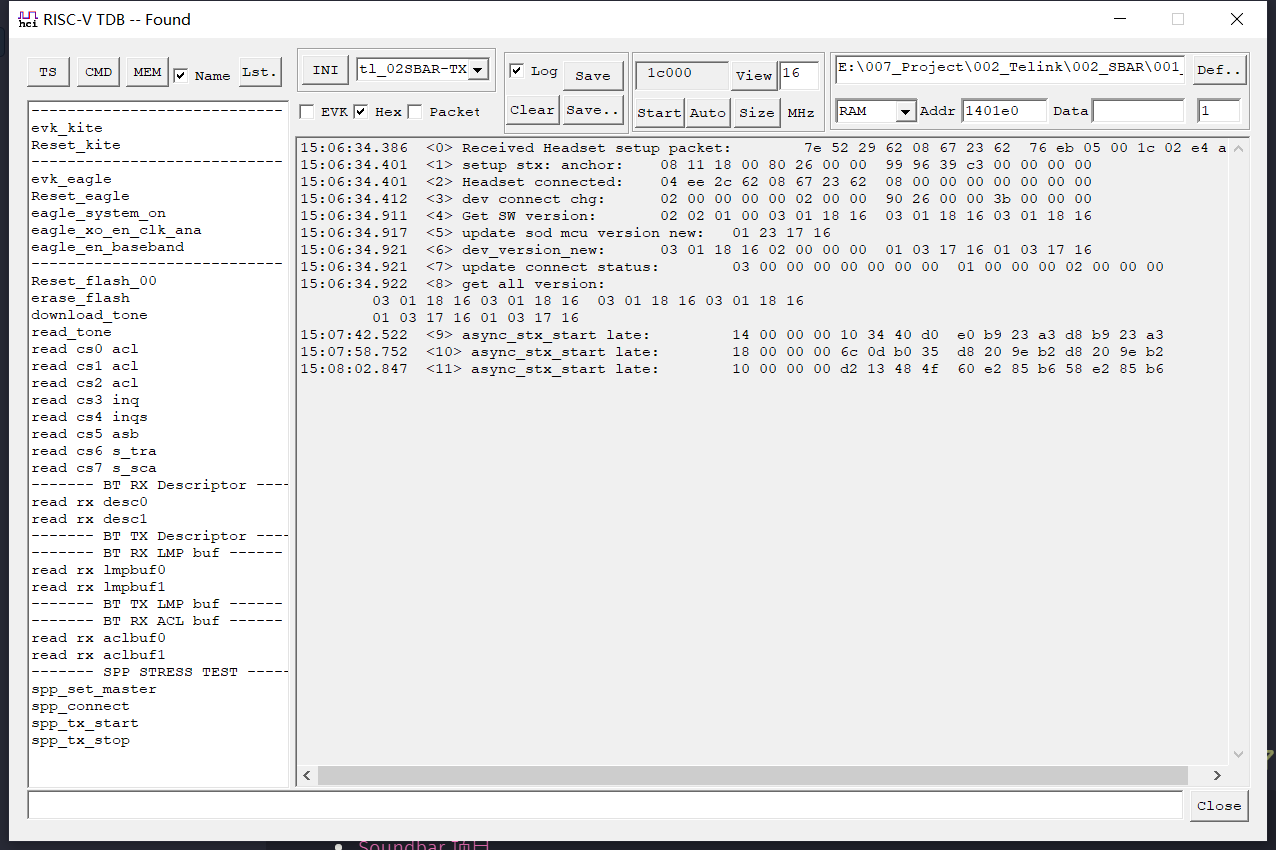 hci RISC-V TDB -- Found
TS CMD MEM Name Lst.
INI tl_02SBAR-TX
EVK Hex Packet
Log Save
Clear Save..
1c000 View 16
Start Auto Size MHz
E:\007_Project\002_Telink\002_SBAR\001_ Def..
RAM Addr 1401e0 Data 1
----------------------------
evk_kite
Reset_kite
----------------------------
evk_eagle
Reset_eagle
eagle_system_on
eagle_xo_en_clk_ana
eagle_en_baseband
----------------------------
Reset_flash_00
erase_flash
download_tone
read_tone
read cs0 acl
read cs1 acl
read cs2 acl
read cs3 inq
read cs4 inqs
read cs5 asb
read cs6 s_tra
read cs7 s_sca
------- BT RX Descriptor ----
read rx desc0
read rx desc1
------- BT TX Descriptor ----
------- BT RX LMP buf ------
read rx lmpbuf0
read rx lmpbuf1
------- BT TX LMP buf ------
------- BT RX ACL buf ------
read rx aclbuf0
read rx aclbuf1
------- SPP STRESS TEST -----
spp_set_master
spp_connect
spp_tx_start
spp_tx_stop
15:06:34.386 <0> Received Headset setup packet: 7e 52 29 62 08 67 23 62 76 eb 05 00 1c 02 e4 a
15:06:34.401 <1> setup stx: anchor: 08 11 18 00 80 26 00 00 99 96 39 c3 00 00 00 00
15:06:34.401 <2> Headset connected: 04 ee 2c 62 08 67 23 62 08 00 00 00 00 00 00 00
15:06:34.412 <3> dev connect chg: 02 00 00 00 00 02 00 00 90 26 00 00 3b 00 00 00
15:06:34.911 <4> Get SW version: 02 02 01 00 03 01 18 16 03 01 18 16 03 01 18 16
15:06:34.917 <5> update sod mcu version new: 01 23 17 16
15:06:34.921 <6> dev_version_new: 03 01 18 16 02 00 00 00 01 03 17 16 01 03 17 16
15:06:34.921 <7> update connect status: 03 00 00 00 00 00 00 00 01 00 00 00 02 00 00 00
15:06:34.922 <8> get all version:
03 01 18 16 03 01 18 16 03 01 18 16 03 01 18 16
01 03 17 16 01 03 17 16
15:07:42.522 <9> async_stx_start late: 14 00 00 00 10 34 40 d0 e0 b9 23 a3 d8 b9 23 a3
15:07:58.752 <10> async_stx_start late: 18 00 00 00 6c 0d b0 35 d8 20 9e b2 d8 20 9e b2
15:08:02.847 <11> async_stx_start late: 10 00 00 00 d2 13 48 4f 60 e2 85 b6 58 e2 85 b6
Close
Soundbar